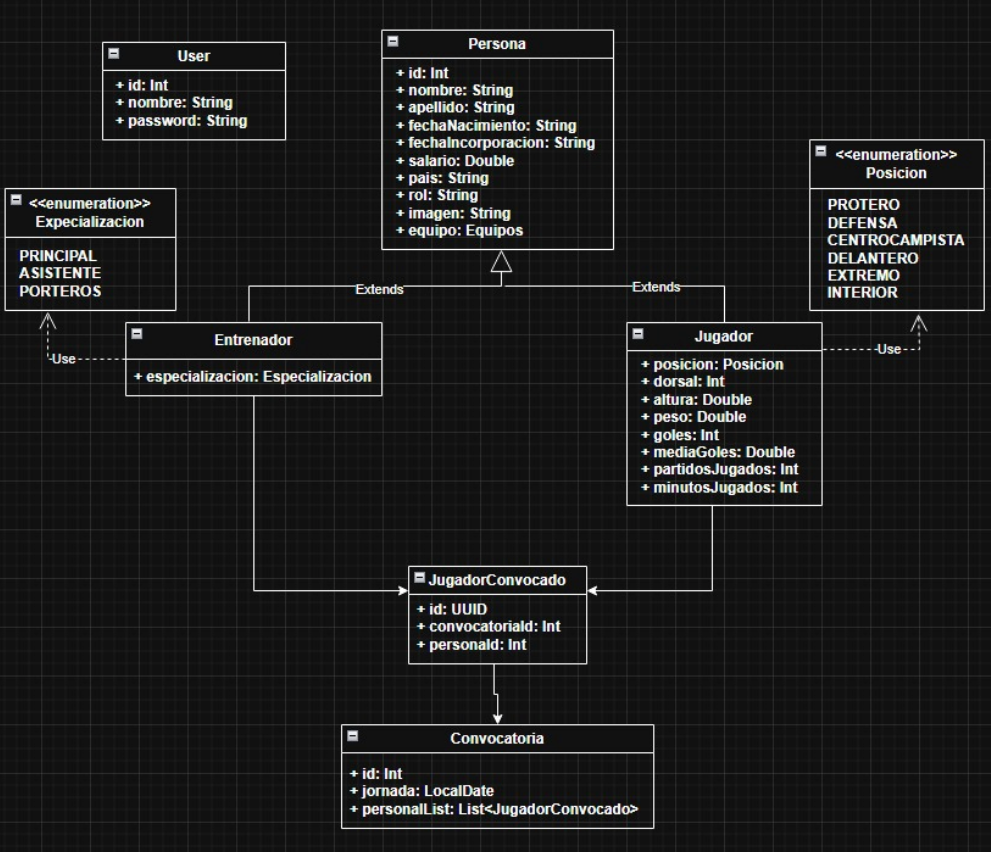 User
+ id: Int
+ nombre: String
+ password: String
Persona
+ id: Int
+ nombre: String
+ apellido: String
+ fechaNacimiento: String
+ fechaIncorporacion: String
+ salario: Double
+ pais: String
+ rol: String
+ imagen: String
+ equipo: Equipos
<<enumeration>>
Posicion
PROTERO
DEFENSA
CENTROCAMPISTA
DELANTERO
EXTREMO
INTERIOR
<<enumeration>>
Expecializacion
PRINCIPAL
ASISTENTE
PORTEROS
Extends
Extends
Use
Use
Entrenador
+ especializacion: Especializacion
Jugador
+ posicion: Posicion
+ dorsal: Int
+ altura: Double
+ peso: Double
+ goles: Int
+ mediaGoles: Double
+ partidosJugados: Int
+ minutosJugados: Int
JugadorConvocado
+ id: UUID
+ convocatoriaId: Int
+ personaId: Int
Convocatoria
+ id: Int
+ jornada: LocalDate
+ personalList: List<JugadorConvocado>